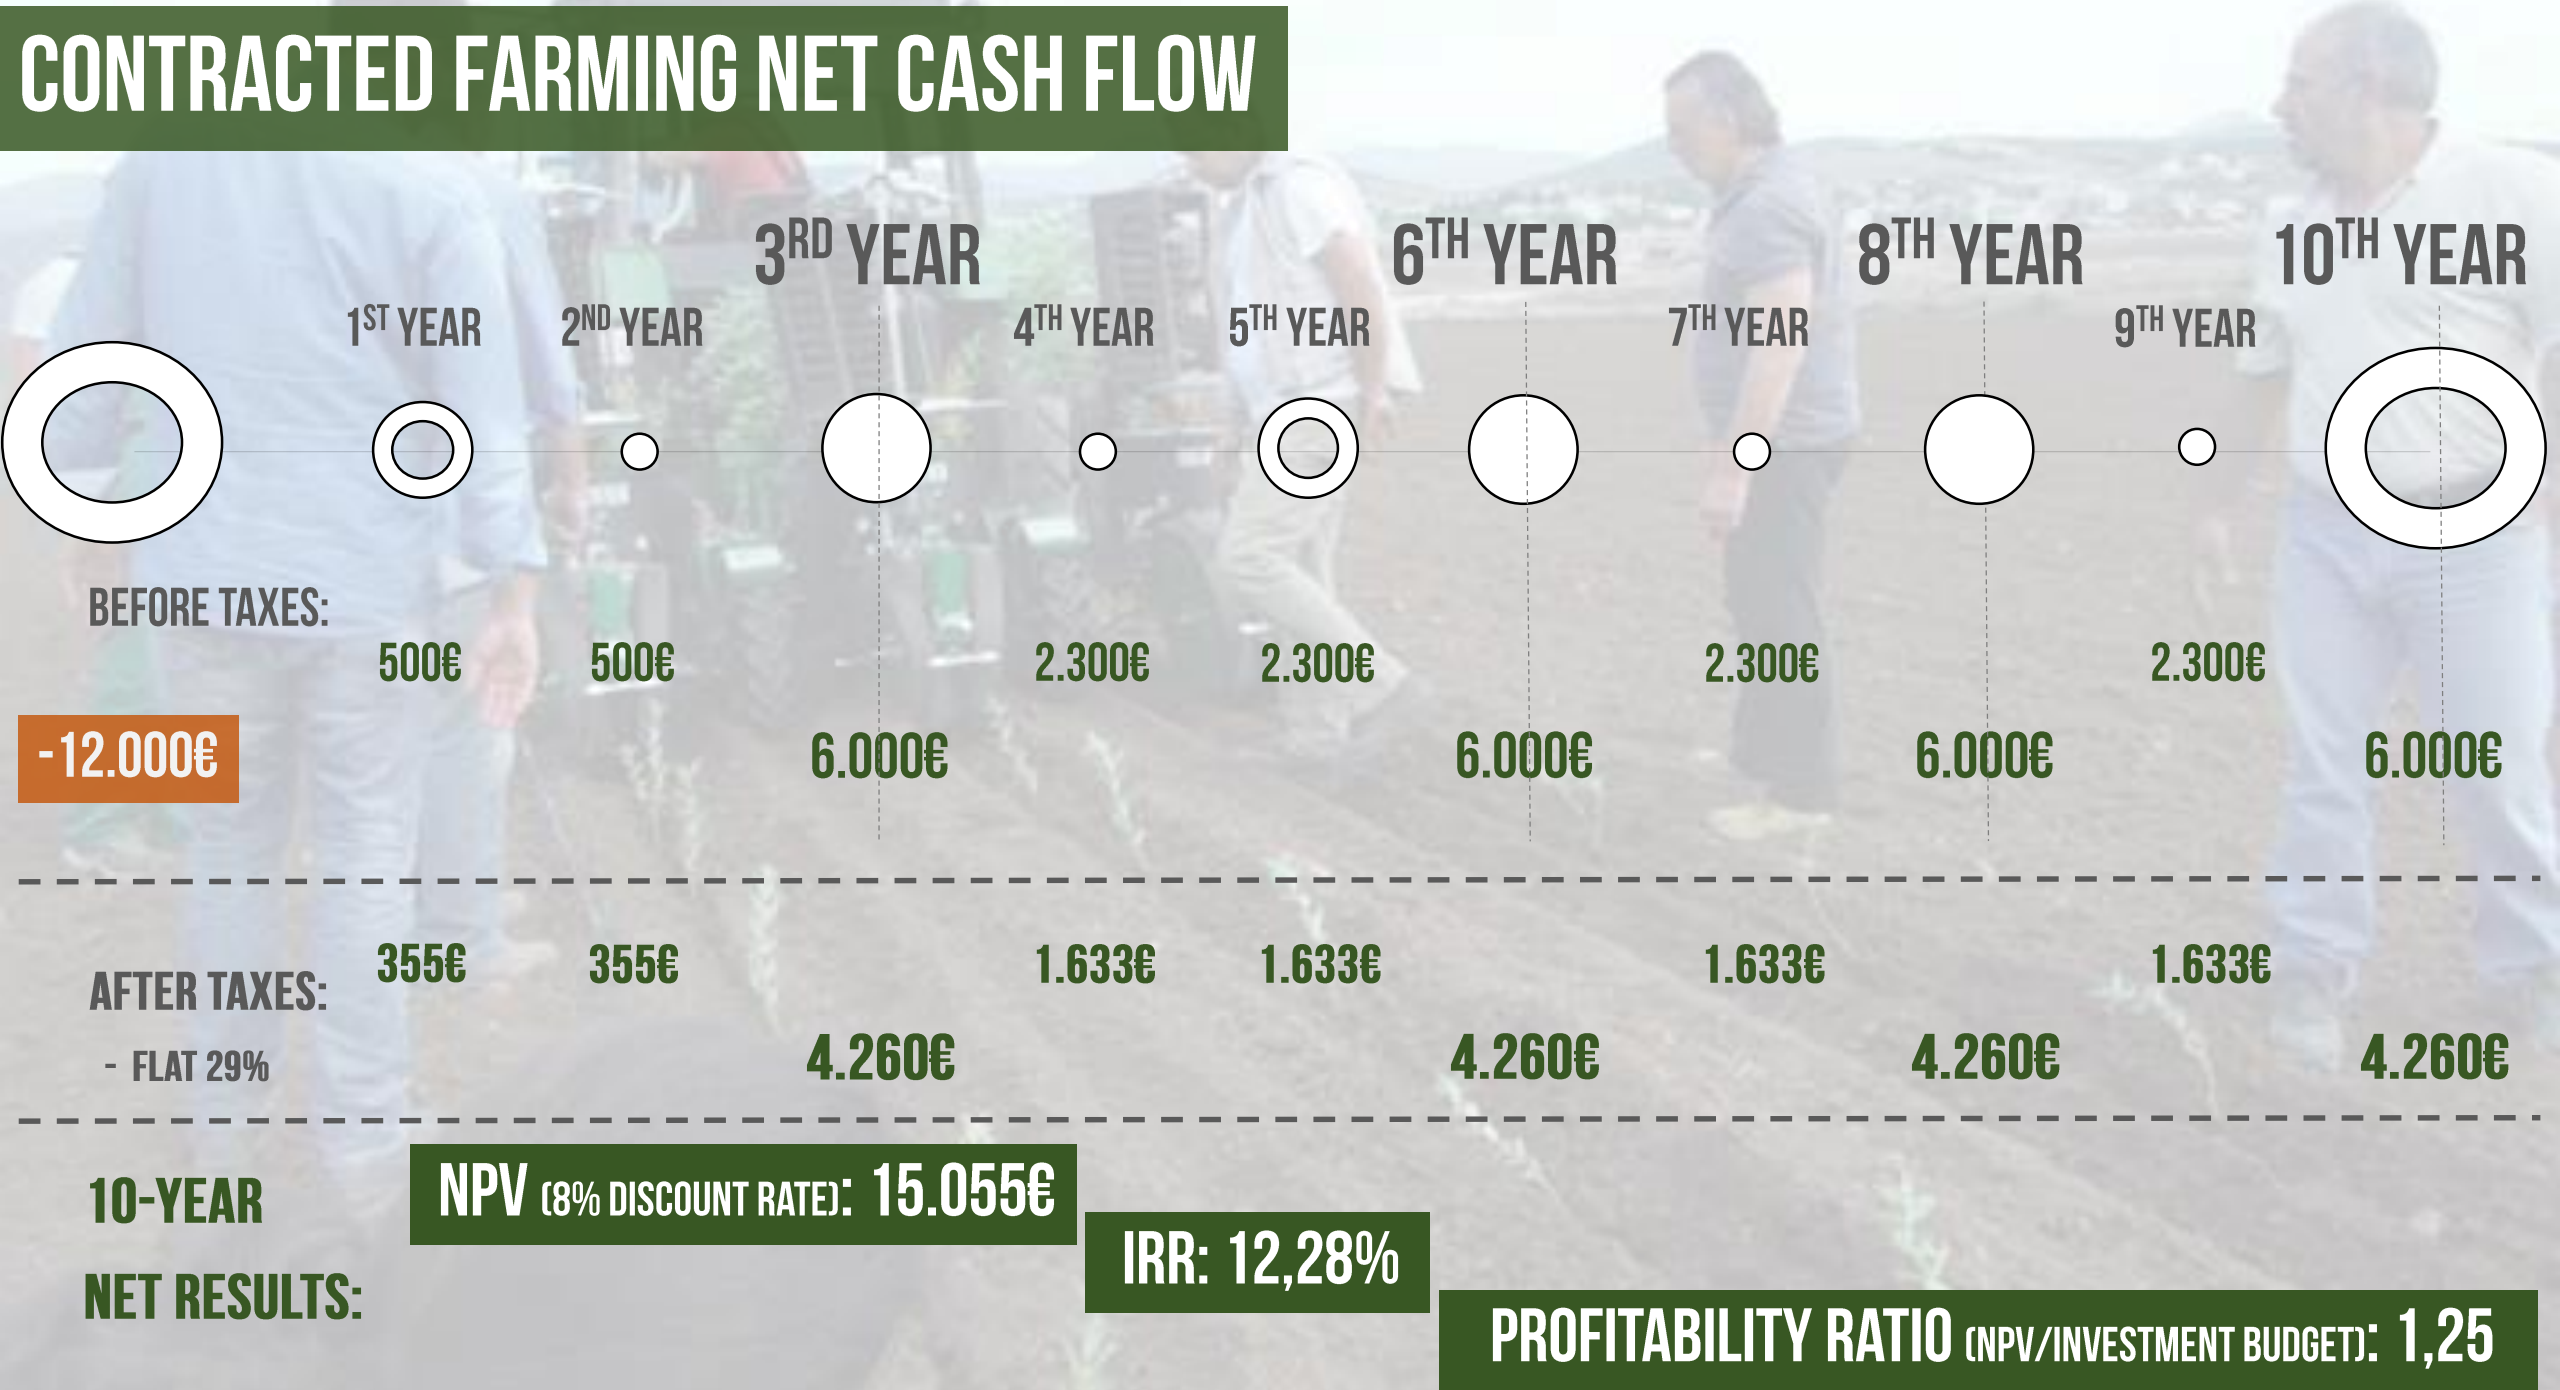 CONTRACTED FARMING NET CASH FLOW
3RD YEAR 6TH YEAR 8TH YEAR 10TH YEAR
1ST YEAR 2ND YEAR 4TH YEAR 5TH YEAR 7TH YEAR 9TH YEAR
BEFORE TAXES:
500€ 500€ 2.300€ 2.300€ 2.300€ 2.300€
-12.000€ 6.000€ 6.000€ 6.000€ 6.000€
355€ 355€ 1.633€ 1.633€ 1.633€ 1.633€
AFTER TAXES:
4.260€ 4.260€ 4.260€ 4.260€
- FLAT 29%
10-YEAR
NET RESULTS:
NPV (8% DISCOUNT RATE): 15.055€
IRR: 12,28%
PROFITABILITY RATIO (NPV/INVESTMENT BUDGET): 1,25